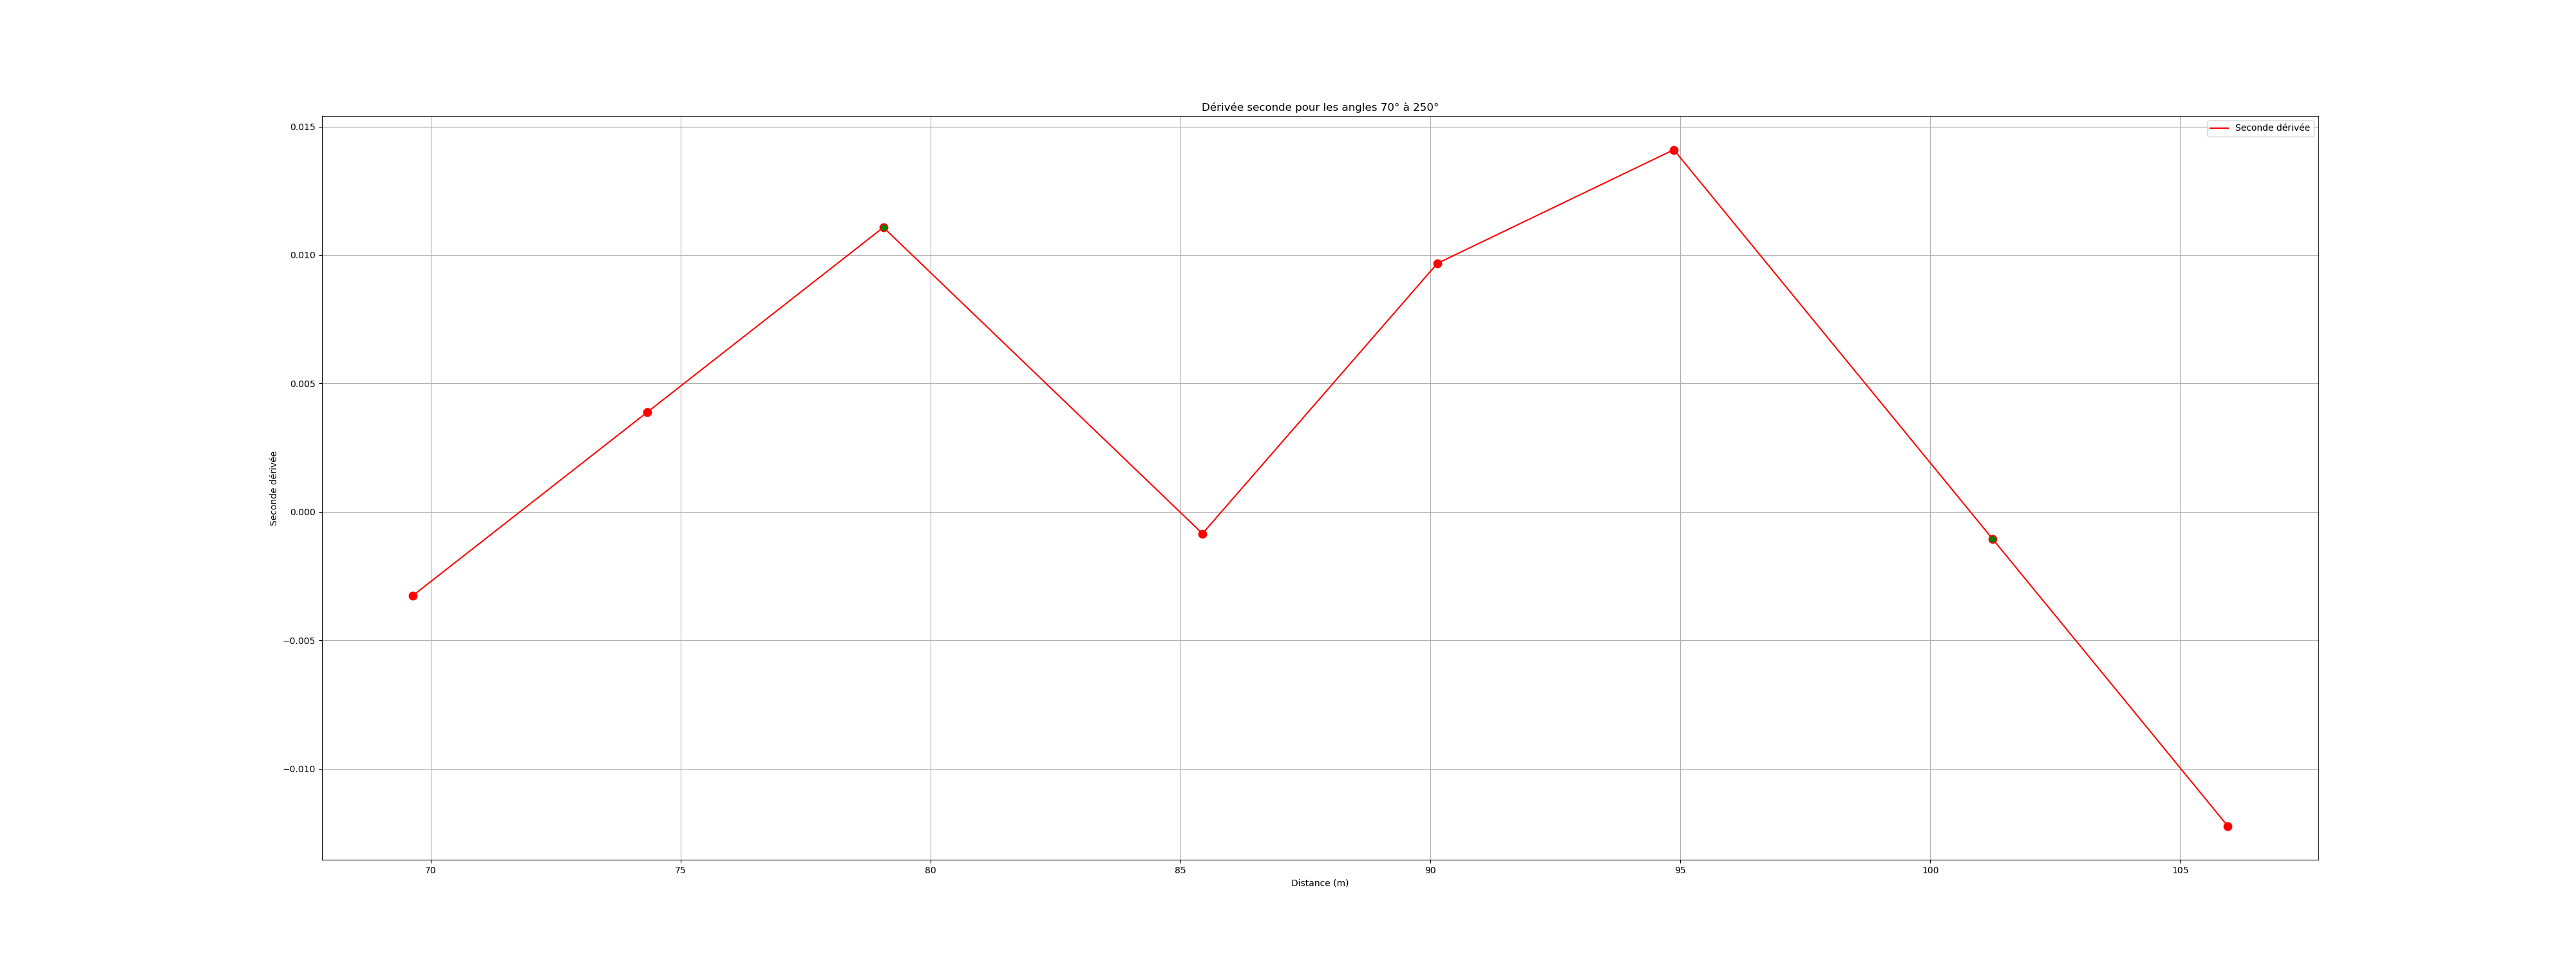 Dérivée seconde pour les angles 70° à 250°
Seconde dérivée
0.015
0.010
0.005
0.000
−0.005
−0.010
Seconde dérivée
70 75 80 85 90 95 100 105
Distance (m)